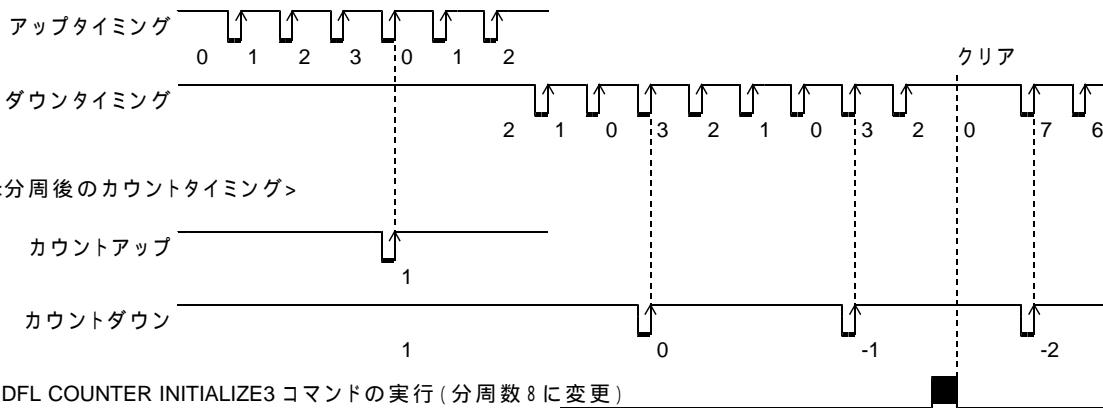 アップタイミング
0 1 2 3 0 1 2
クリア
ダウンタイミング
2 1 0 3 2 1 0 3 2 0 7 6
分周後のカウントタイミング>
カウントアップ
1
カウントダウン
1 0 -1 -2
DFL COUNTER INITIALIZE3 コマンドの実行(分周数8に変更)